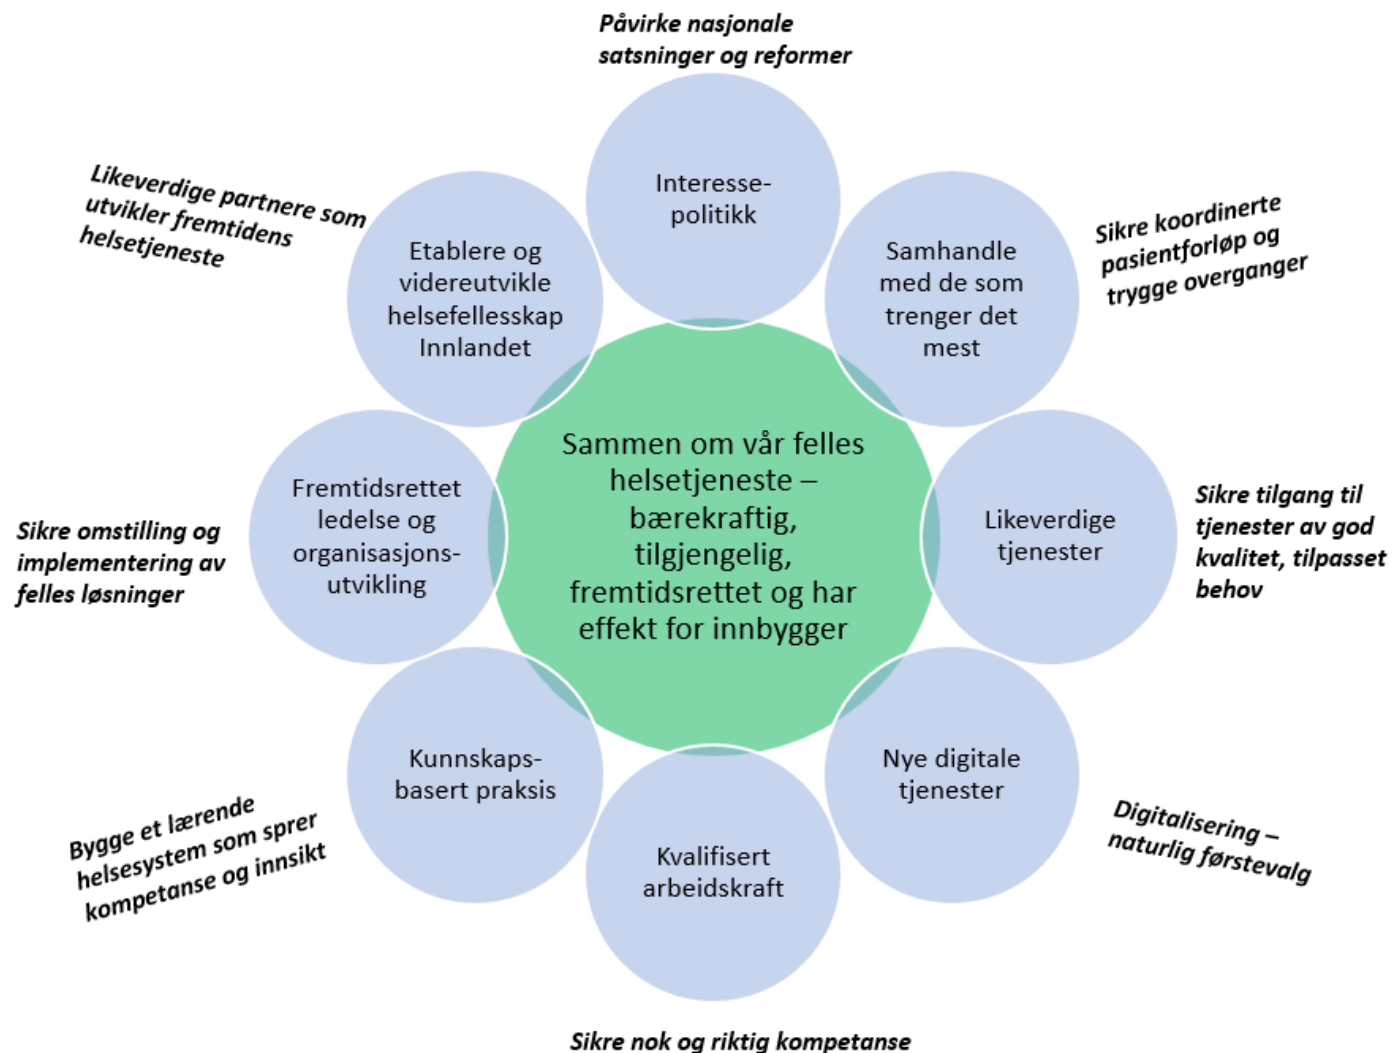 Påvirke nasjonale
satsninger og reformer
Interesse-
politikk
Sikre koordinerte
pasientforløp og
trygge overganger
Samhandle
med de som
trenger det
mest
Sikre tilgang til
tjenester av god
kvalitet, tilpasset
behov
Likeverdige
tjenester
Digitalisering –
naturlig førstevalg
Nye digitale
tjenester
Kvalifisert
arbeidskraft
Sikre nok og riktig kompetanse
Kunnskaps-
basert praksis
Bygge et lærende
helsesystem som sprer
kompetanse og innsikt
Fremtidsrettet
ledelse og
organisasjons-
utvikling
Sikre omstilling og
implementering av
felles løsninger
Etablere og
videreutvikle
helsefellesskap
Innlandet
Likeverdige partnere som
utvikler fremtidens
helsetjeneste
Sammen om vår felles
helsetjeneste –
bærekraftig,
tilgjengelig,
fremtidsrettet og har
effekt for innbygger